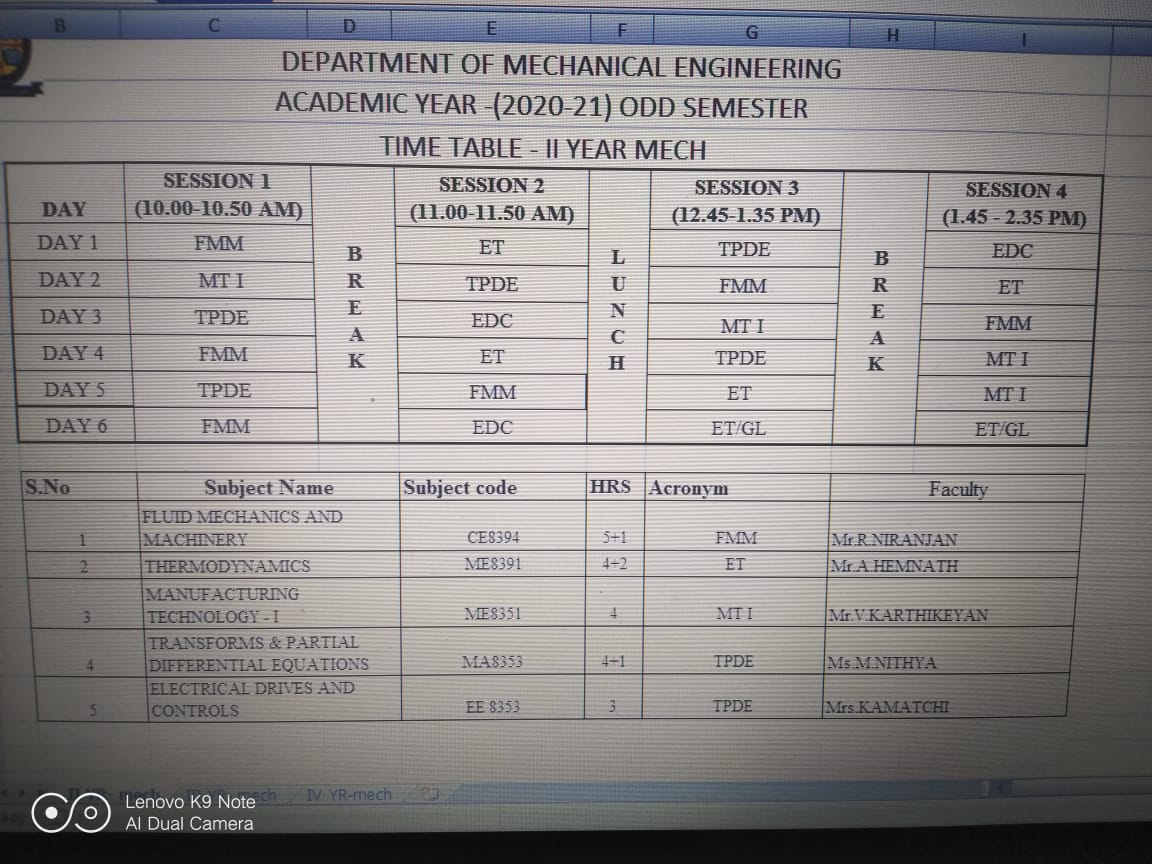 B C D E F G H I
DEPARTMENT OF MECHANICAL ENGINEERING
ACADEMIC YEAR -(2020-21) ODD SEMESTER
TIME TABLE - II YEAR MECH
DAY SESSION 1 (10.00-10.50 AM) BREAK SESSION 2 (11.00-11.50 AM) LUNCH SESSION 3 (12.45-1.35 PM) BREAK SESSION 4 (1.45 - 2.35 PM)
DAY 1 FMM ET TPDE EDC
DAY 2 MT I TPDE FMM ET
DAY 3 TPDE EDC MT I FMM
DAY 4 FMM ET TPDE MT I
DAY 5 TPDE FMM ET MT I
DAY 6 FMM EDC ET/GL ET/GL
S.No Subject Name Subject code HRS Acronym Faculty
FLUID MECHANICS AND
1 MACHINERY CE8394 5+1 FMM Mr.R.NIRANJAN
2 THERMODYNAMICS ME8391 4+2 ET Mr.A.HEMNATH
MANUFACTURING
3 TECHNOLOGY - I ME8351 4 MT I Mr.V.KARTHIKEYAN
TRANSFORMS & PARTIAL
4 DIFFERENTIAL EQUATIONS MA8353 4+1 TPDE Ms.M.NITHYA
ELECTRICAL DRIVES AND
5 CONTROLS EE 8353 3 TPDE Mrs.KAMATCHI
mech IV YR-mech
Lenovo K9 Note
AI Dual Camera